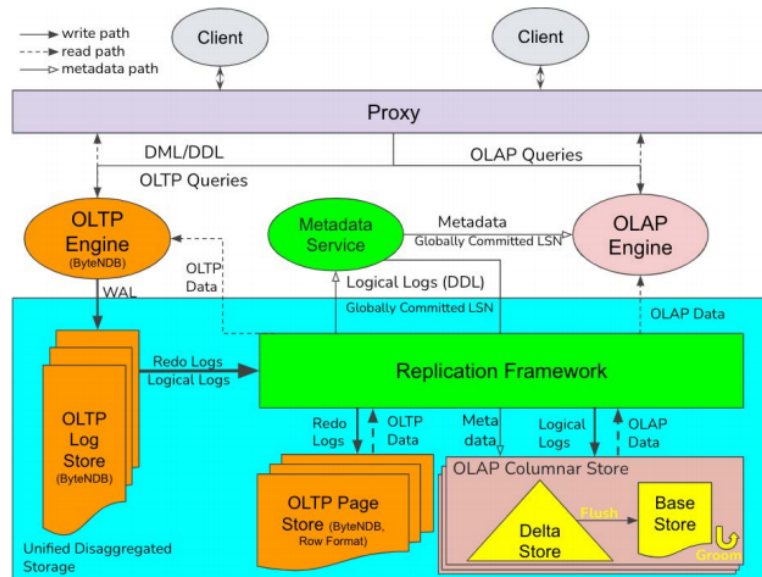 write path
read path
metadata path
Client
Client
Proxy
DML/DDL
OLTP Queries
OLAP Queries
OLTP
Engine
(ByteNDB)
Metadata
Service
Metadata
Globally Committed LSN
OLAP
Engine
OLTP
Data
Logical Logs (DDL)
Globally Committed LSN
WAL
OLAP Data
Redo Logs
Logical Logs
Replication Framework
OLTP
Log
Store
(ByteNDB)
Redo
Logs
OLTP
Data
Meta
data
Logical
Logs
OLAP
Data
OLTP Page
Store (ByteNDB,
Row Format)
OLAP Columnar Store
Delta
Store
Flush
Base
Store
Groom
Unified Disaggregated
Storage